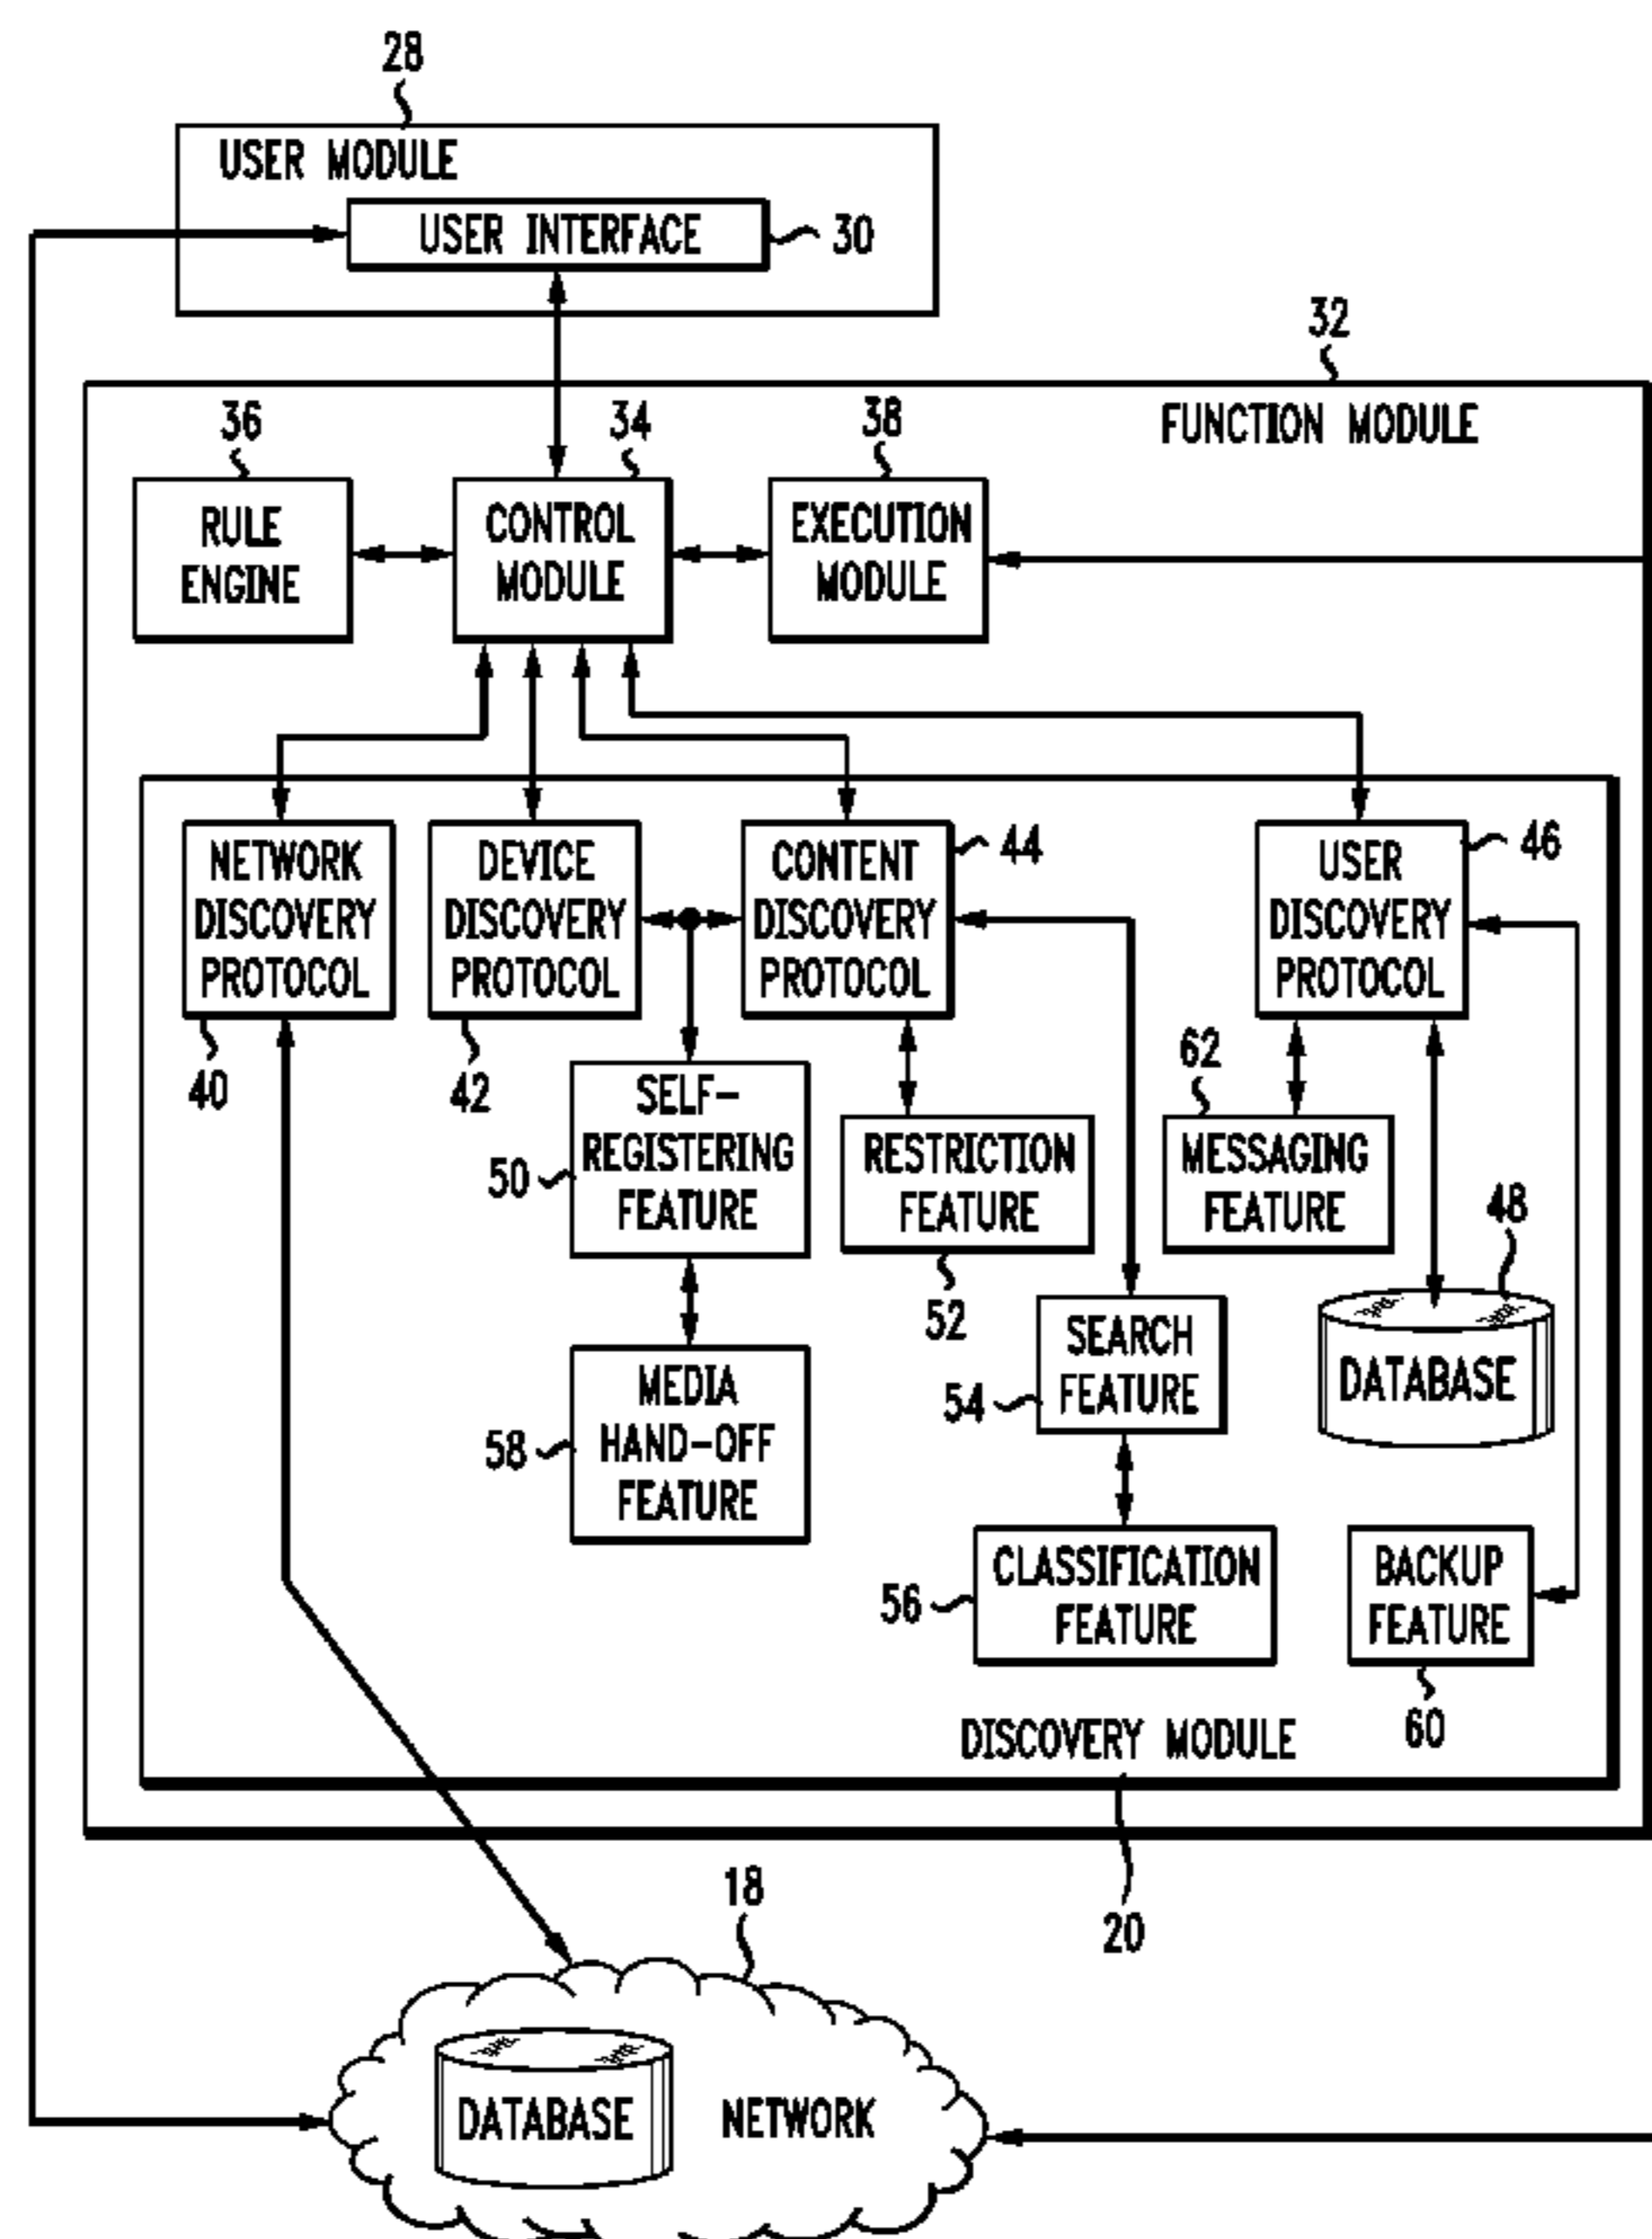 28
USER MODULE
USER INTERFACE
30
32
FUNCTION MODULE
36
34
38
RULE
ENGINE
CONTROL
MODULE
EXECUTION
MODULE
NETWORK
DISCOVERY
PROTOCOL
40
DEVICE
DISCOVERY
PROTOCOL
42
CONTENT
DISCOVERY
PROTOCOL
44
USER
DISCOVERY
PROTOCOL
46
SELF-
REGISTERING
FEATURE
50
RESTRICTION
FEATURE
52
62
MESSAGING
FEATURE
48
DATABASE
SEARCH
FEATURE
54
MEDIA
HAND-OFF
FEATURE
58
CLASSIFICATION
FEATURE
56
BACKUP
FEATURE
60
DISCOVERY MODULE
20
18
DATABASE
NETWORK